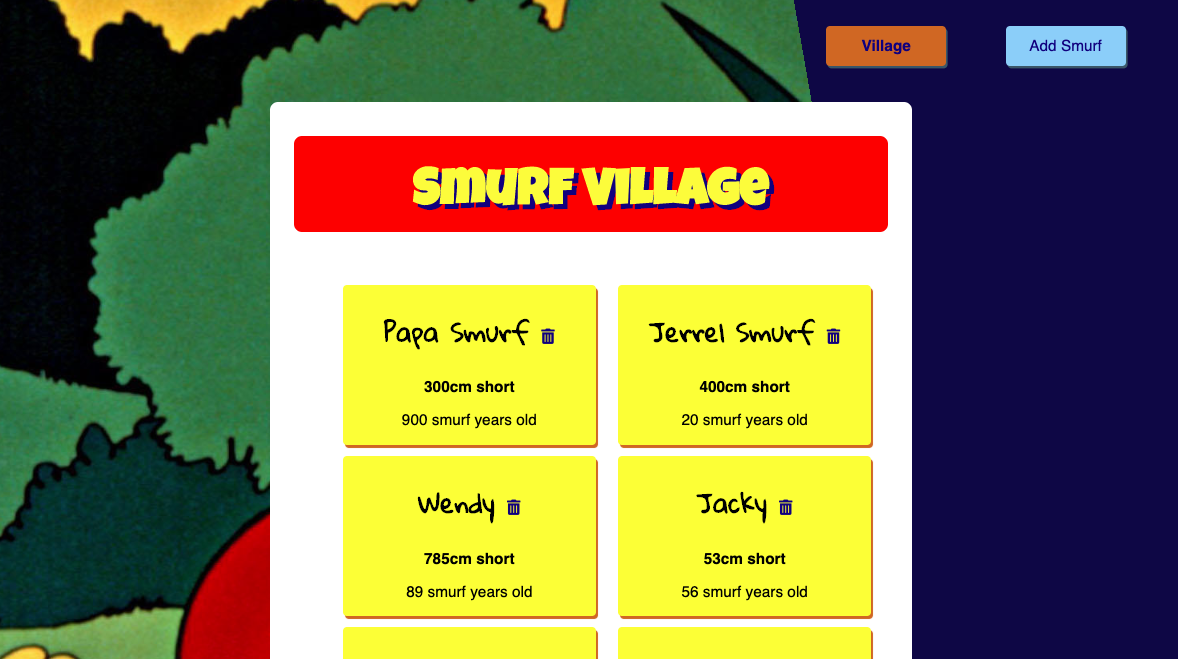 Village
Add Smurf
Smurf Village
Papa Smurf
300cm short
900 smurf years old
Jerrel Smurf
400cm short
20 smurf years old
Wendy
785cm short
89 smurf years old
Jacky
53cm short
56 smurf years old